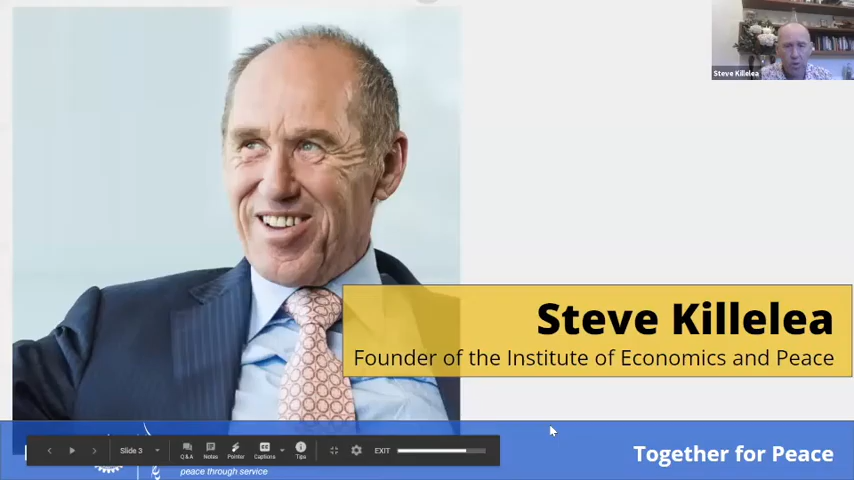 Steve Killelea
Steve Killelea
Founder of the Institute of Economics and Peace
Slide 3
Q&A
Notes
Pointer
Captions
Tips
EXIT
peace through service
Together for Peace